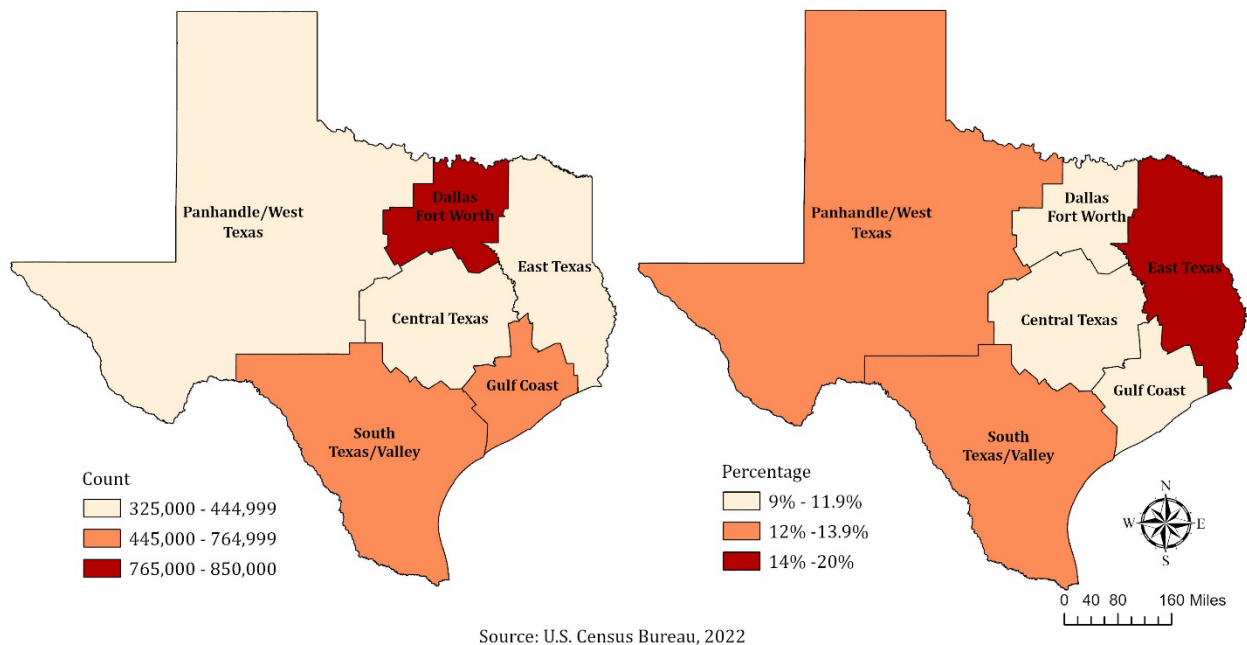 Dallas
Fort Worth
Panhandle/West
Texas
East Texas
Central Texas
Gulf Coast
South
Texas/Valley
Count
325,000 - 444,999
445,000 - 764,999
765,000 - 850,000
Dallas
Fort Worth
Panhandle/West
Texas
East Texas
Central Texas
Gulf Coast
South
Texas/Valley
Percentage
9% - 11.9%
12% -13.9%
14% -20%
N
W E
S
0 40 80 160 Miles
Source: U.S. Census Bureau, 2022